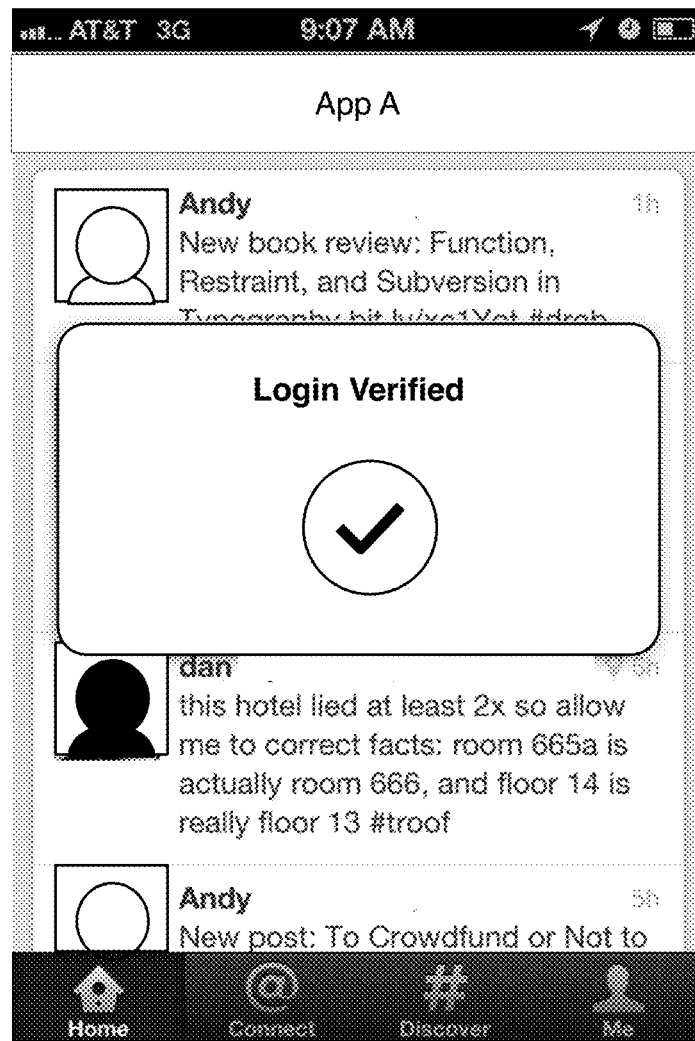 AT&T 3G 9:07 AM
App A
Andy 1h
New book review: Function,
Restraint, and Subversion in
Typography
Login Verified
dan
this hotel lied at least 2x so allow
me to correct facts: room 665a is
actually room 666, and floor 14 is
really floor 13 #troof
Andy 5h
New post: To Crowdfund or Not to
Home Connect Discover Me